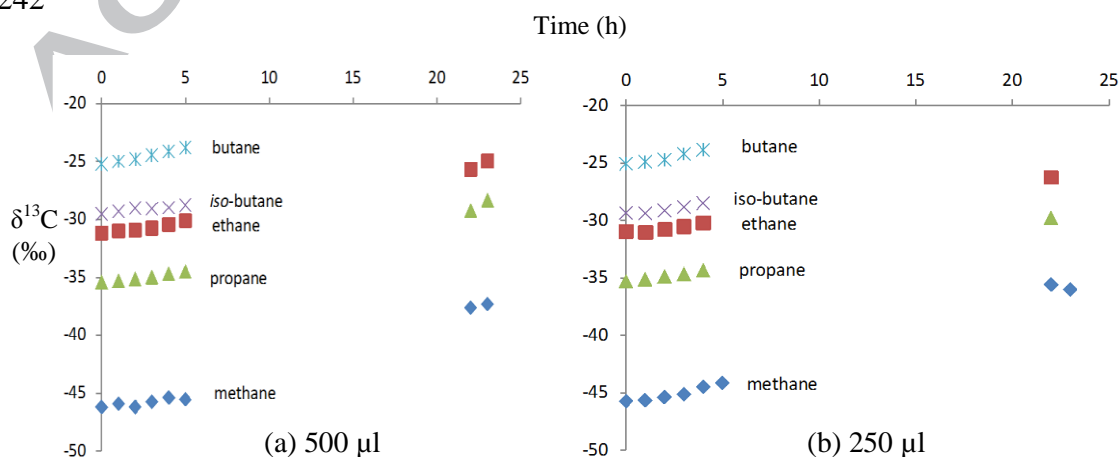 242
Time (h)
0 5 10 15 20 25
-20
-25
-30
-35
-40
-45
-50
δ¹³C
(‰)
butane
iso-butane
ethane
propane
methane
(a) 500 µl
0 5 10 15 20 25
-20
-25
-30
-35
-40
-45
-50
butane
iso-butane
ethane
propane
methane
(b) 250 µl